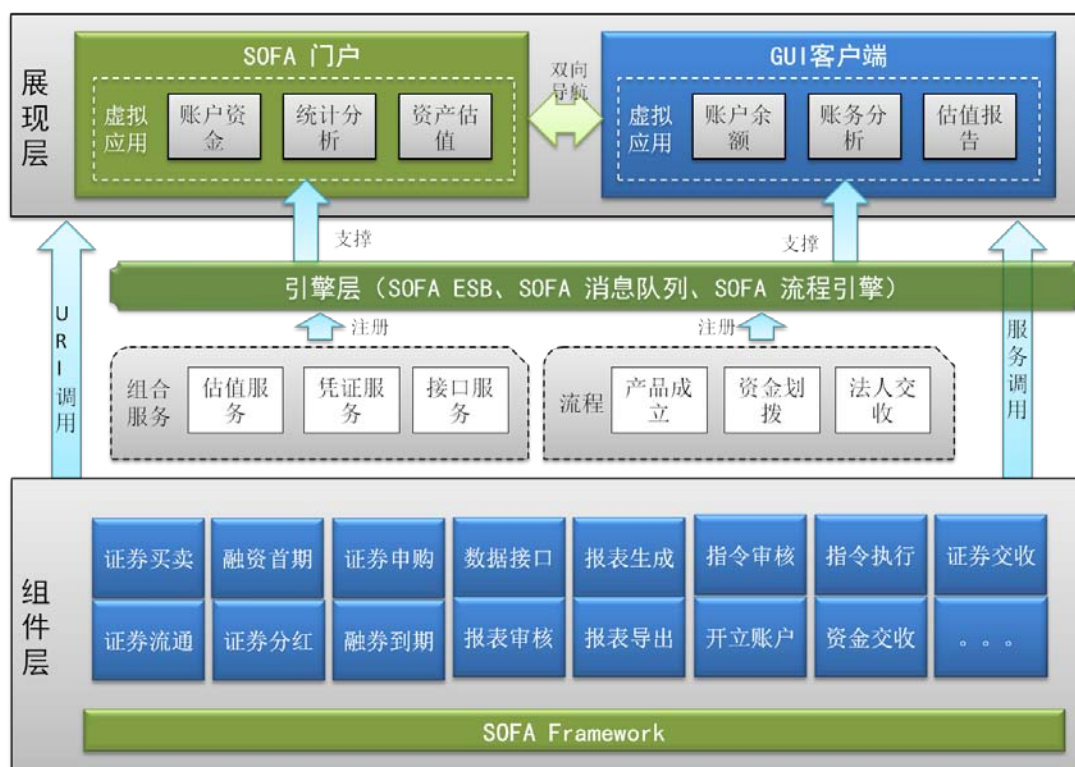 展现层
SOFA 门户
虚拟
应用
账户资
金
统计分
析
资产估
值
双向
导航
GUI客户端
虚拟
应用
账户余
额
账务分
析
估值报
告
支撑
支撑
引擎层（SOFA ESB、SOFA 消息队列、SOFA 流程引擎）
URI调用
注册
注册
服务调用
组合
服务
估值服
务
凭证服
务
接口服
务
流程
产品成
立
资金划
拨
法人交
收
组件层
证券买卖
融资首期
证券申购
数据接口
报表生成
指令审核
指令执行
证券交收
证券流通
证券分红
融券到期
报表审核
报表导出
开立账户
资金交收
。。。
SOFA Framework